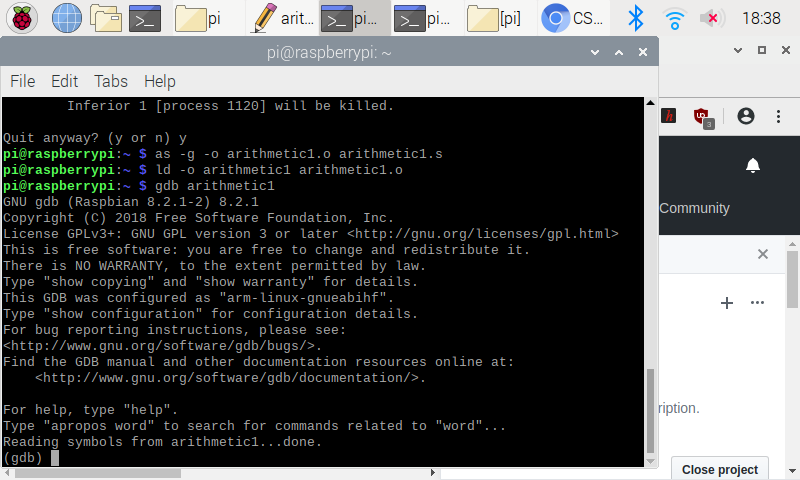 pi
arit...
pi...
pi...
[pi]
CS...
18:38
pi@raspberrypi: ~
File Edit Tabs Help
Inferior 1 [process 1120] will be killed.
Quit anyway? (y or n) y
pi@raspberrypi:~ $ as -g -o arithmetic1.o arithmetic1.s
pi@raspberrypi:~ $ ld -o arithmetic1 arithmetic1.o
pi@raspberrypi:~ $ gdb arithmetic1
GNU gdb (Raspbian 8.2.1-2) 8.2.1
Copyright (C) 2018 Free Software Foundation, Inc.
License GPLv3+: GNU GPL version 3 or later <http://gnu.org/licenses/gpl.html>
This is free software: you are free to change and redistribute it.
There is NO WARRANTY, to the extent permitted by law.
Type "show copying" and "show warranty" for details.
This GDB was configured as "arm-linux-gnueabihf".
Type "show configuration" for configuration details.
For bug reporting instructions, please see:
<http://www.gnu.org/software/gdb/bugs/>.
Find the GDB manual and other documentation resources online at:
<http://www.gnu.org/software/gdb/documentation/>.
For help, type "help".
Type "apropos word" to search for commands related to "word"...
Reading symbols from arithmetic1...done.
(gdb)
h
3
Community
ription.
Close project